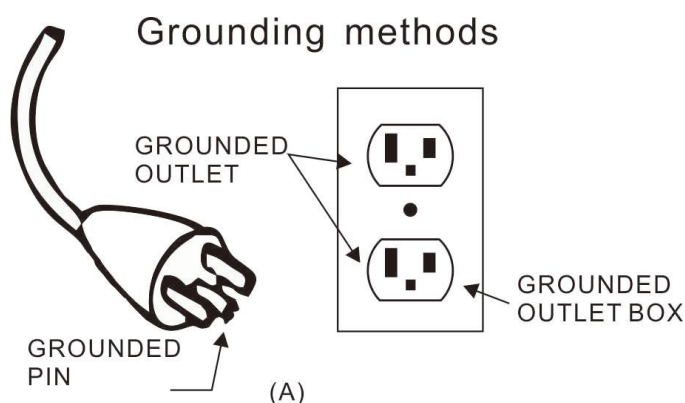 Grounding methods
GROUNDED
OUTLET
GROUNDED
OUTLET BOX
GROUNDED
PIN
(A)